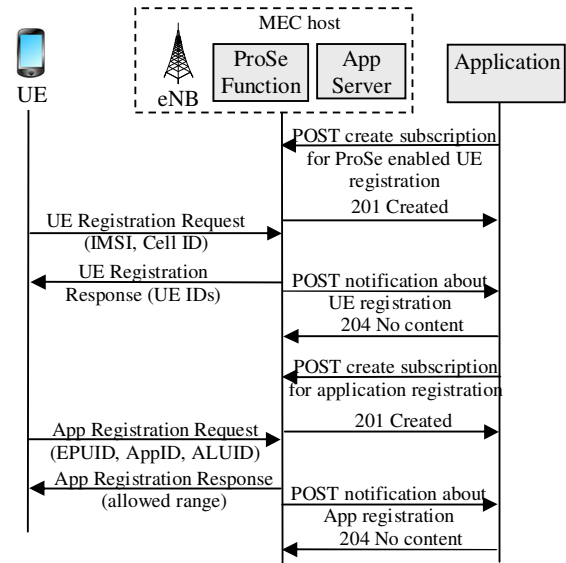 MEC host
ProSe
Function
App
Server
Application
UE
eNB
POST create subscription
for ProSe enabled UE
registration
201 Created
UE Registration Request
(IMSI, Cell ID)
UE Registration
Response (UE IDs)
POST notification about
UE registration
204 No content
POST create subscription
for application registration
201 Created
App Registration Request
(EPUID, AppID, ALUID)
App Registration Response
(allowed range)
POST notification about
App registration
204 No content